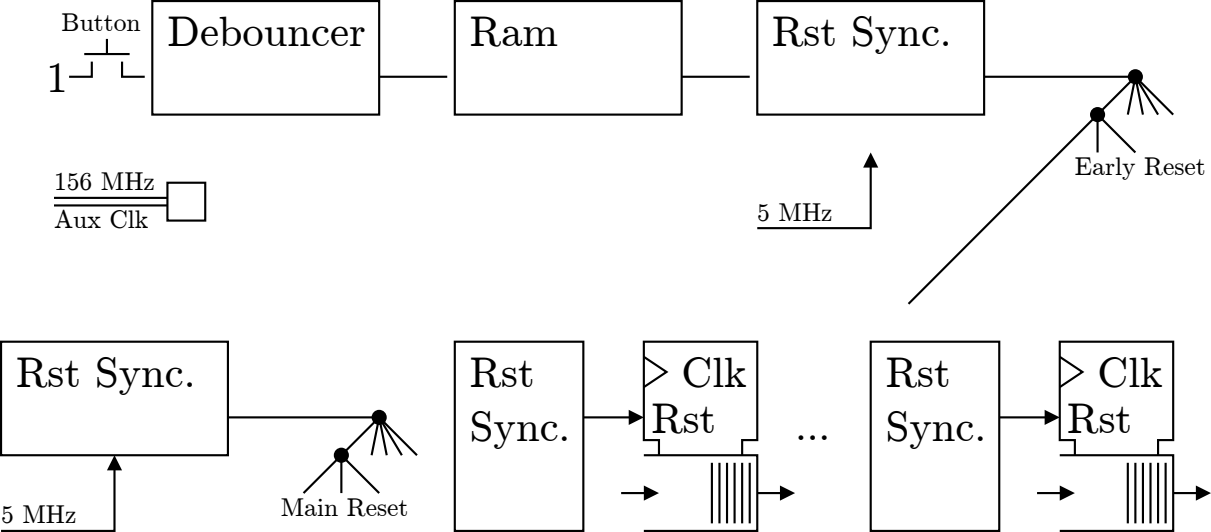 Button
1
Debouncer
Ram
Rst Sync.
Early Reset
156 MHz
Aux Clk
5 MHz
Rst Sync.
5 MHz
Main Reset
Rst
Sync.
Clk
Rst
...
Rst
Sync.
Clk
Rst